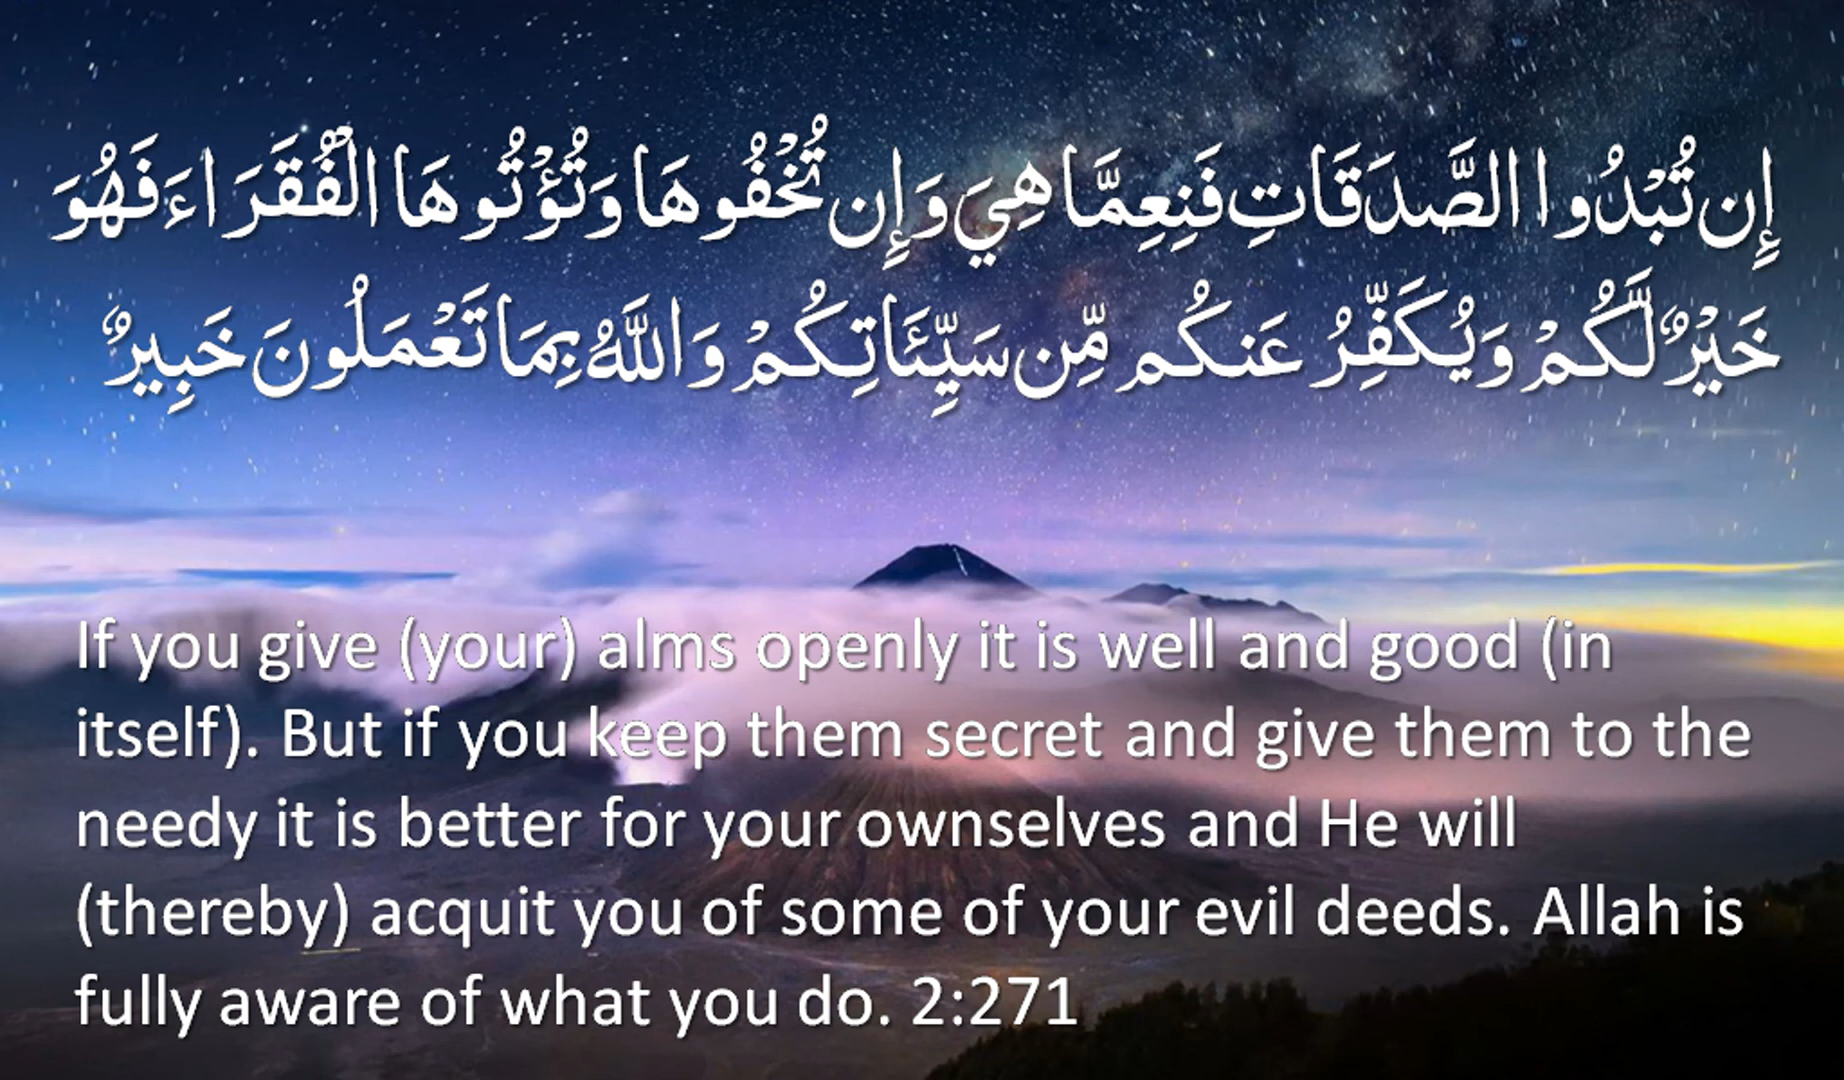 إِن تُبْدُوا الصَّدَقَاتِ فَنِعِمَّا هِيَ وَإِن تُخْفُوهَا وَتُؤْتُوهَا الْفُقَرَاءَ فَهُوَ
خَيْرٌ لَّكُمْ وَيُكَفِّرُ عَنكُم مِّن سَيِّئَاتِكُمْ وَاللَّهُ بِمَا تَعْمَلُونَ خَبِيرٌ
If you give (your) alms openly it is well and good (in
itself). But if you keep them secret and give them to the
needy it is better for your ownselves and He will
(thereby) acquit you of some of your evil deeds. Allah is
fully aware of what you do. 2:271